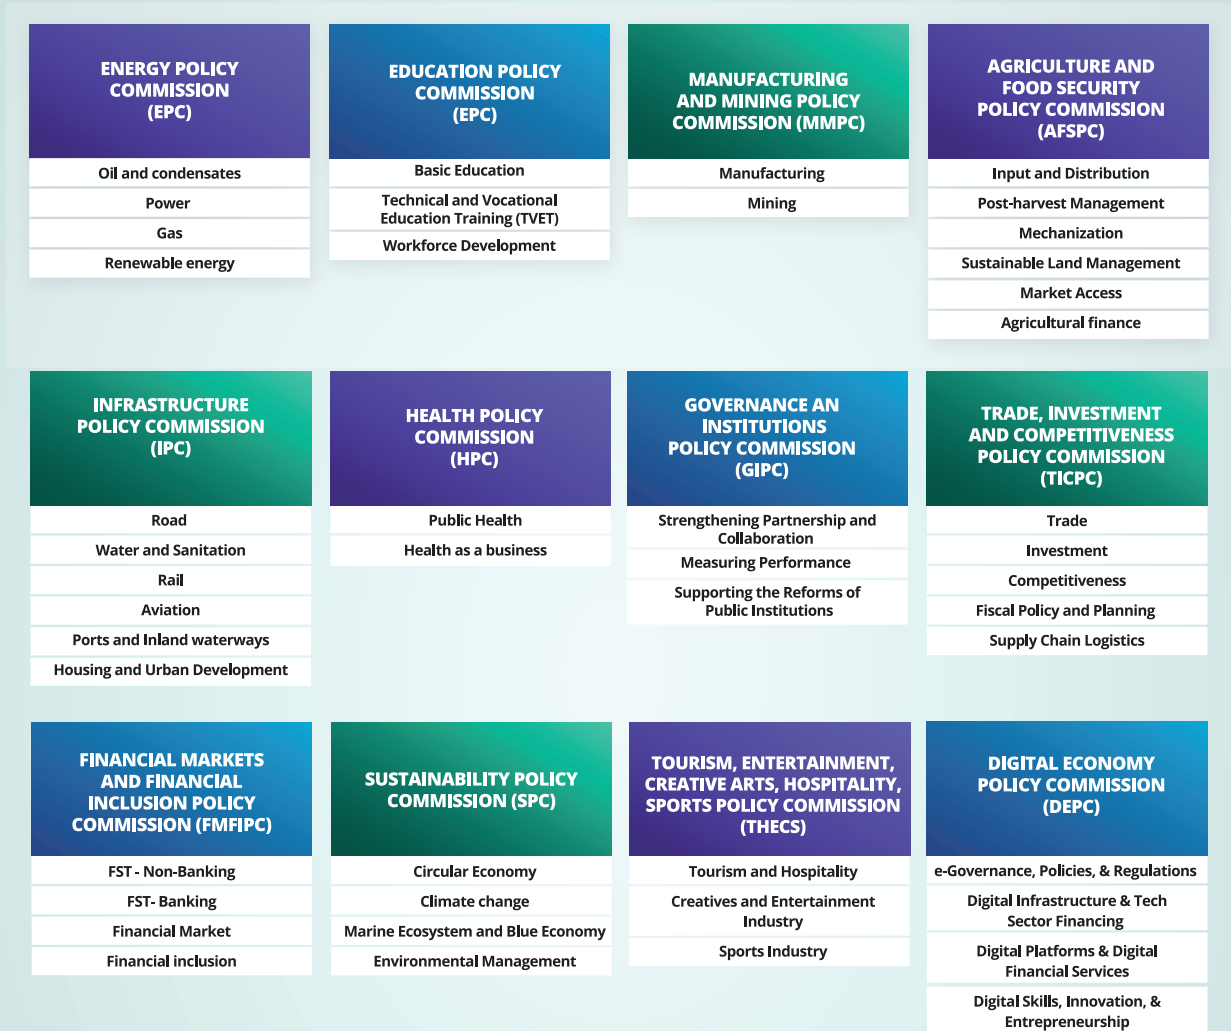 ENERGY POLICY
COMMISSION
(EPC)
Oil and condensates
Power
Gas
Renewable energy
EDUCATION POLICY
COMMISSION
(EPC)
Basic Education
Technical and Vocational
Education Training (TVET)
Workforce Development
MANUFACTURING
AND MINING POLICY
COMMISSION (MMPC)
Manufacturing
Mining
AGRICULTURE AND
FOOD SECURITY
POLICY COMMISSION
(AFSPC)
Input and Distribution
Post-harvest Management
Mechanization
Sustainable Land Management
Market Access
Agricultural finance
INFRASTRUCTURE
POLICY COMMISSION
(IPC)
Road
Water and Sanitation
Rail
Aviation
Ports and Inland waterways
Housing and Urban Development
HEALTH POLICY
COMMISSION
(HPC)
Public Health
Health as a business
GOVERNANCE AN
INSTITUTIONS
POLICY COMMISSION
(GIPC)
Strengthening Partnership and
Collaboration
Measuring Performance
Supporting the Reforms of
Public Institutions
TRADE, INVESTMENT
AND COMPETITIVENESS
POLICY COMMISSION
(TICPC)
Trade
Investment
Competitiveness
Fiscal Policy and Planning
Supply Chain Logistics
FINANCIAL MARKETS
AND FINANCIAL
INCLUSION POLICY
COMMISSION (FMFIPC)
FST - Non-Banking
FST- Banking
Financial Market
Financial inclusion
SUSTAINABILITY POLICY
COMMISSION (SPC)
Circular Economy
Climate change
Marine Ecosystem and Blue Economy
Environmental Management
TOURISM, ENTERTAINMENT,
CREATIVE ARTS, HOSPITALITY,
SPORTS POLICY COMMISSION
(THECS)
Tourism and Hospitality
Creatives and Entertainment
Industry
Sports Industry
DIGITAL ECONOMY
POLICY COMMISSION
(DEPC)
e-Governance, Policies, & Regulations
Digital Infrastructure & Tech
Sector Financing
Digital Platforms & Digital
Financial Services
Digital Skills, Innovation, &
Entrepreneurship